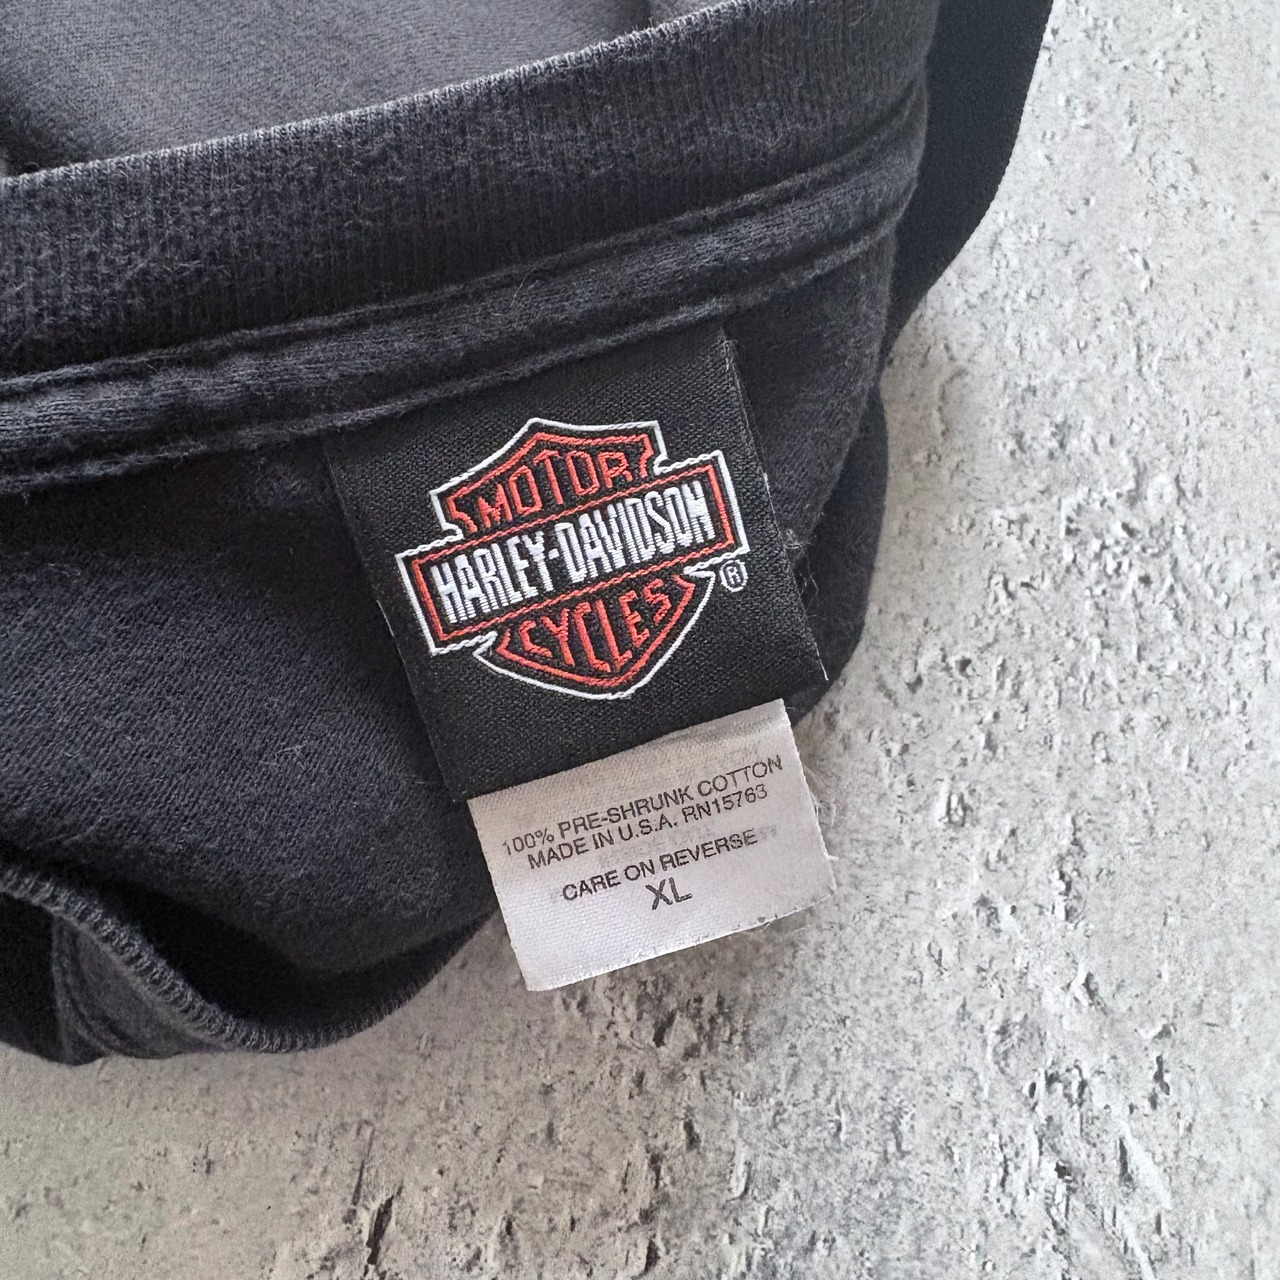 MOTOR
HARLEY-DAVIDSON
®
CYCLES
100% PRE-SHRUNK COTTON
MADE IN U.S.A. RN15763
CARE ON REVERSE
XL